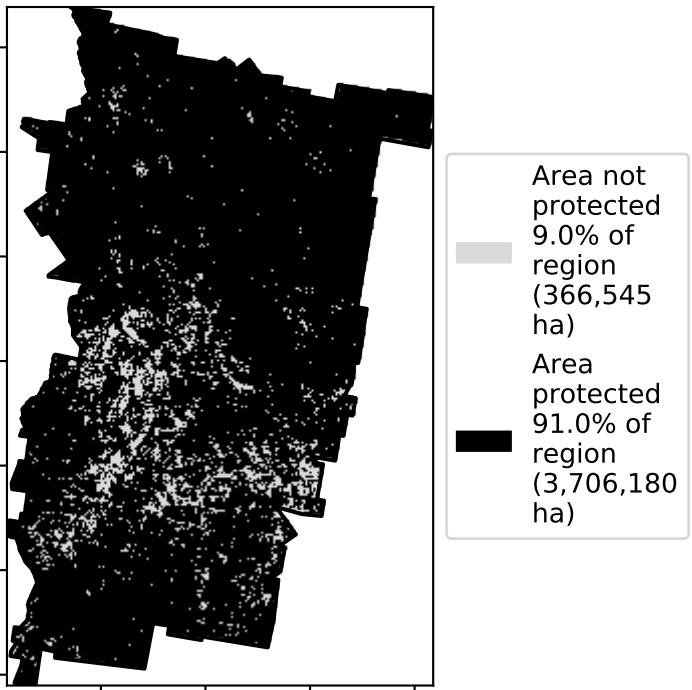 Area not
protected
9.0% of
region
(366,545
ha)
Area
protected
91.0% of
region
(3,706,180
ha)